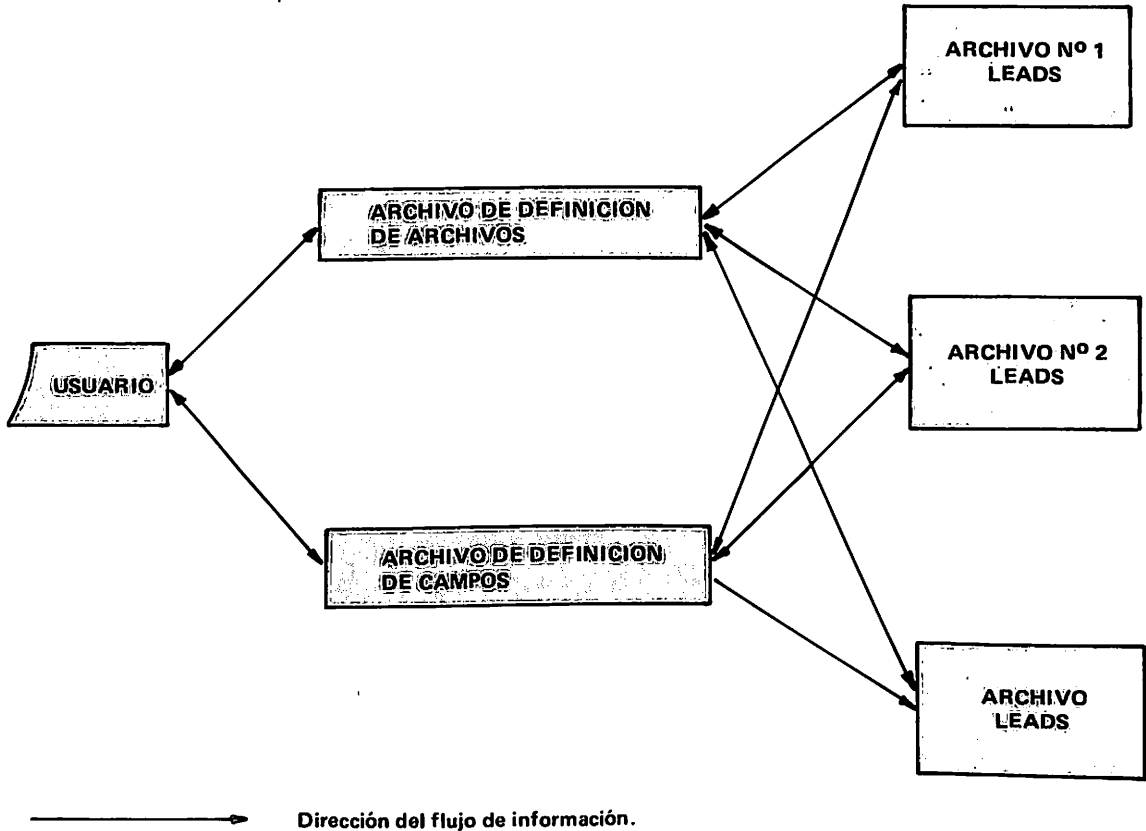 ARCHIVO Nº 1
LEADS
ARCHIVO DE DEFINICION
DE ARCHIVOS
ARCHIVO Nº 2
LEADS
USUARIO
ARCHIVO DE DEFINICION
DE CAMPOS
ARCHIVO
LEADS
Dirección del flujo de información.